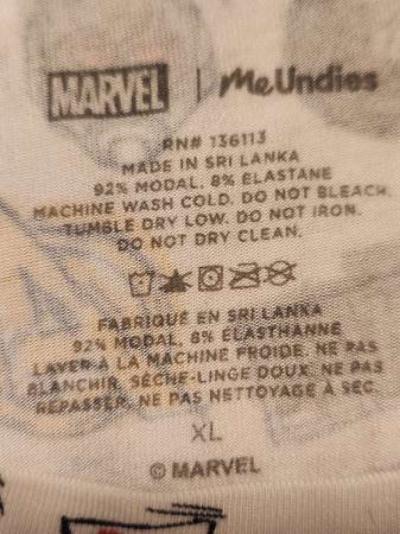 MARVEL | MeUndies
RN# 136113
MADE IN SRI LANKA
92% MODAL, 8% ELASTANE
MACHINE WASH COLD. DO NOT BLEACH.
TUMBLE DRY LOW. DO NOT IRON.
DO NOT DRY CLEAN.
FABRIQUÉ EN SRI LANKA
92% MODAL, 8% ÉLASTHANNE
LAVER À LA MACHINE FROIDE. NE PAS
BLANCHIR. SÈCHE-LINGE DOUX. NE PAS
REPASSER. NE PAS NETTOYAGE À SEC.
XL
© MARVEL